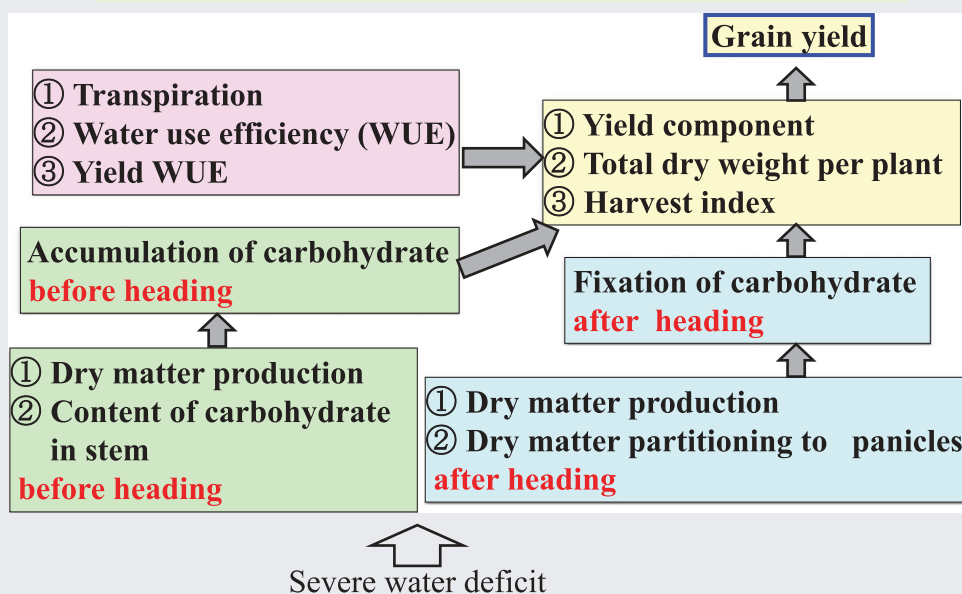 Grain yield
① Transpiration
② Water use efficiency (WUE)
③ Yield WUE
① Yield component
② Total dry weight per plant
③ Harvest index
Accumulation of carbohydrate
before heading
Fixation of carbohydrate
after heading
① Dry matter production
② Content of carbohydrate
in stem
before heading
① Dry matter production
② Dry matter partitioning to panicles
after heading
Severe water deficit